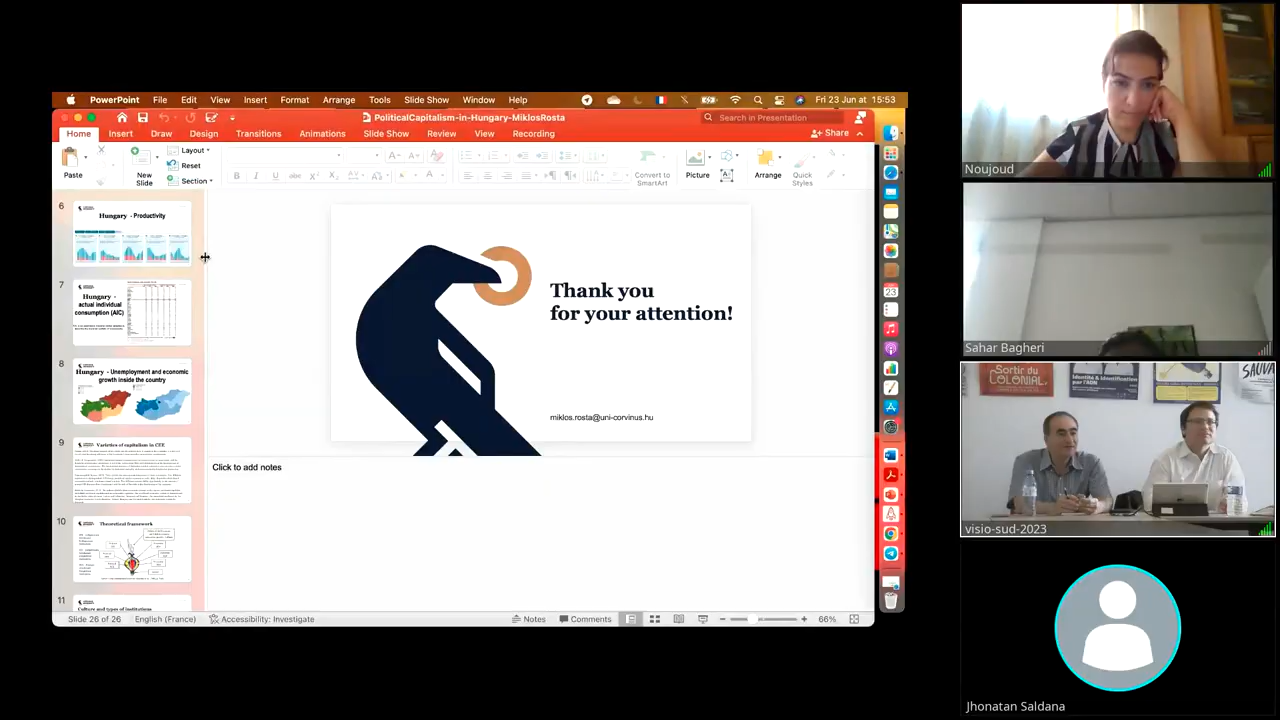 PowerPoint File Edit View Insert Format Arrange Tools Slide Show Window Help Fri 23 Jun at 15:53
PoliticalCapitalism-in-Hungary-MiklosRosta
Search in Presentation
Home Insert Draw Design Transitions Animations Slide Show Review View Recording
Share
Paste
New
Slide
Layout
Reset
Section
Convert to
SmartArt
Picture
Arrange
Quick
Styles
6
Hungary - Productivity
7
Hungary -
actual individual
consumption (AIC)
8
Hungary - Unemployment and economic
growth inside the country
9
Varieties of capitalism in CEE
10
Theoretical framework
11
Culture and types of institutions
Thank you
for your attention!
miklos.rosta@uni-corvinus.hu
Click to add notes
Slide 26 of 26 English (France) Accessibility: Investigate Notes Comments 66%
23
Noujoud
Sahar Bagheri
Sortir du
COLONIAL
Identité & Identification
par l'ADN
SAUVA
visio-sud-2023
Jhonatan Saldana